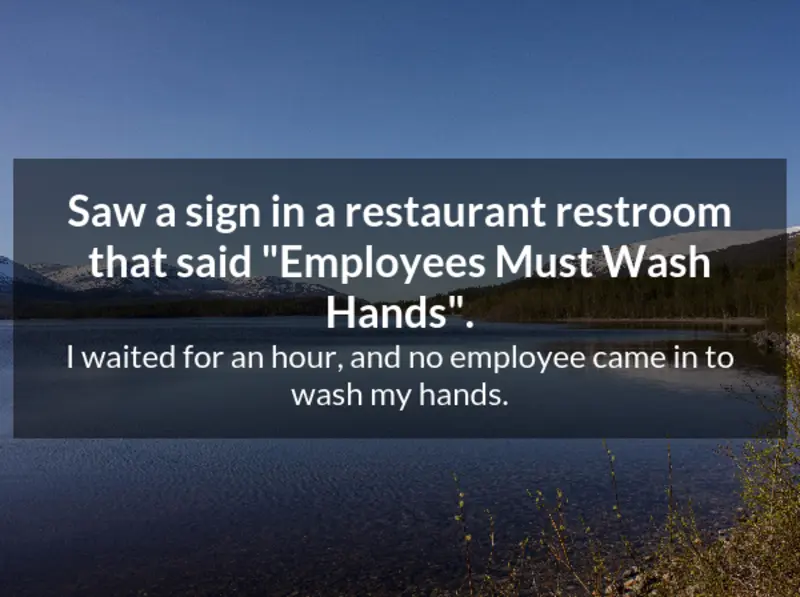 Saw a sign in a restaurant restroom
that said "Employees Must Wash
Hands".
I waited for an hour, and no employee came in to
wash my hands.